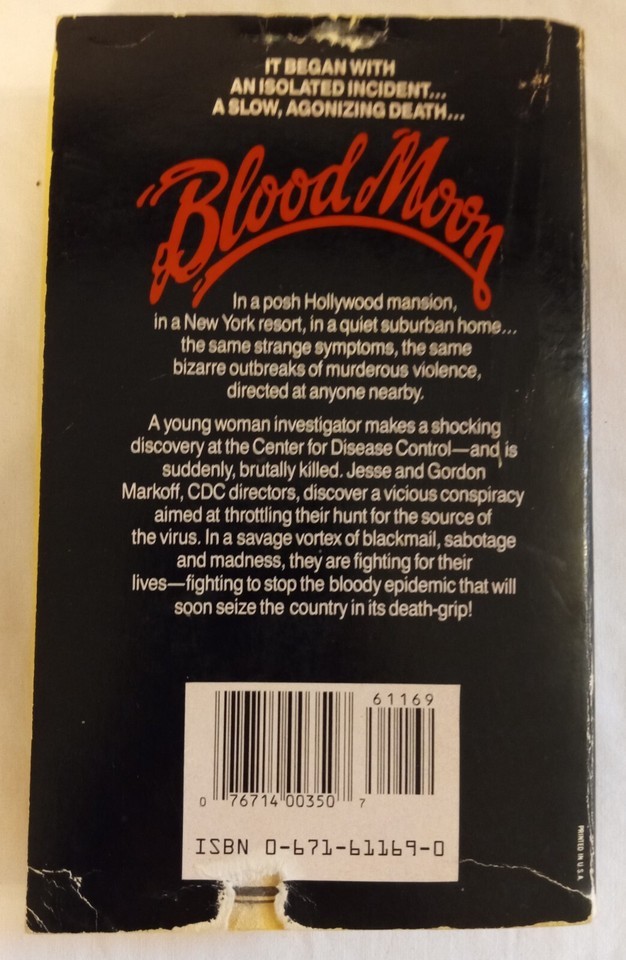 IT BEGAN WITH
AN ISOLATED INCIDENT...
A SLOW, AGONIZING DEATH...
Blood Moon
In a posh Hollywood mansion,
in a New York resort, in a quiet suburban home...
the same strange symptoms, the same
bizarre outbreaks of murderous violence,
directed at anyone nearby.
A young woman investigator makes a shocking
discovery at the Center for Disease Control—and is
suddenly, brutally killed. Jesse and Gordon
Markoff, CDC directors, discover a vicious conspiracy
aimed at throttling their hunt for the source of
the virus. In a savage vortex of blackmail, sabotage
and madness, they are fighting for their
lives—fighting to stop the bloody epidemic that will
soon seize the country in its death-grip!
61169
0 76714 00350 7
ISBN 0-671-61169-0
PRINTED IN U.S.A.